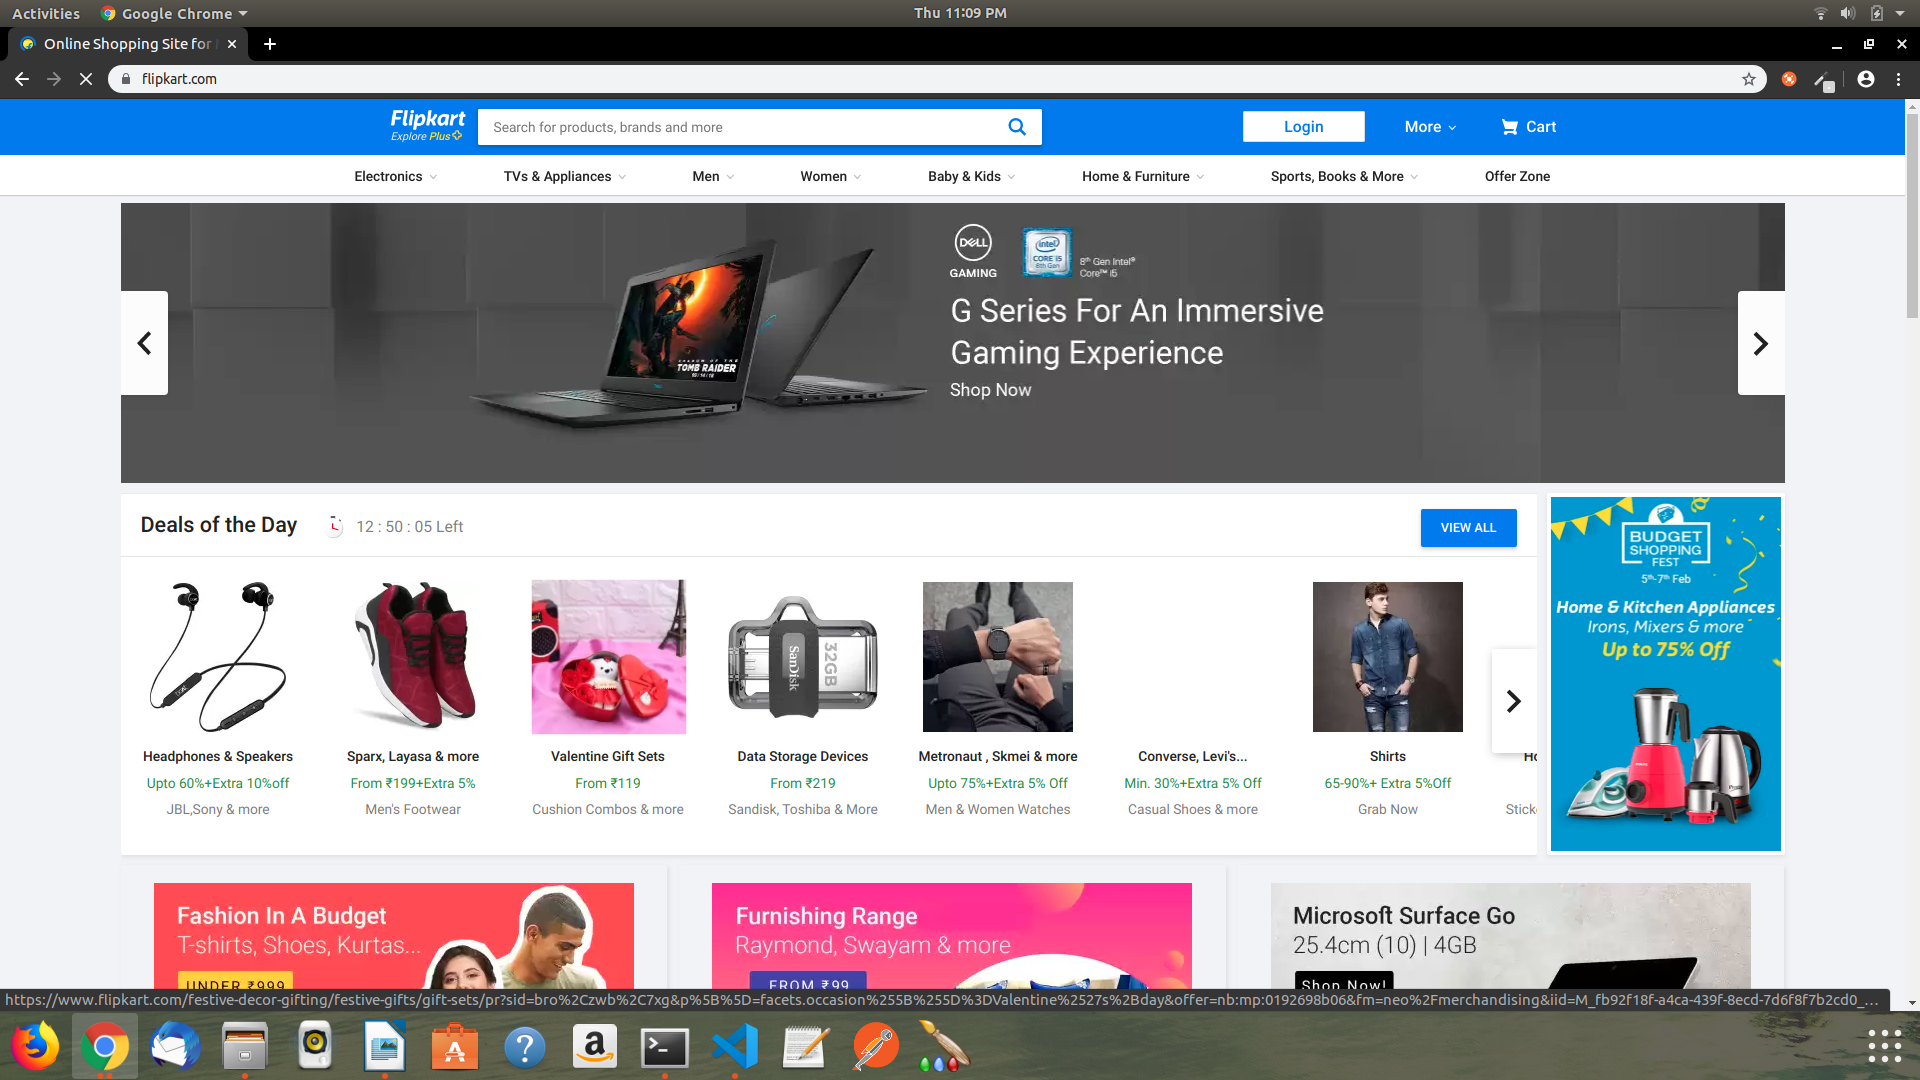 Activities
Google Chrome
Thu 11:09 PM
Online Shopping Site for
flipkart.com
Flipkart
Explore Plus
Search for products, brands and more
Login
More
Cart
Electronics
TVs & Appliances
Men
Women
Baby & Kids
Home & Furniture
Sports, Books & More
Offer Zone
DELL
GAMING
intel
CORE i5
8th Gen
8th Gen Intel®
Core™ i5
G Series For An Immersive
Gaming Experience
Shop Now
SHADOW OF THE
TOMB RAIDER
Deals of the Day
12 : 50 : 05 Left
VIEW ALL
SanDisk
32GB
Headphones & Speakers
Upto 60%+Extra 10%off
JBL,Sony & more
Sparx, Layasa & more
From ₹199+Extra 5%
Men's Footwear
Valentine Gift Sets
From ₹119
Cushion Combos & more
Data Storage Devices
From ₹219
Sandisk, Toshiba & More
Metronaut , Skmei & more
Upto 75%+Extra 5% Off
Men & Women Watches
Converse, Levi's...
Min. 30%+Extra 5% Off
Casual Shoes & more
Shirts
65-90%+ Extra 5%Off
Grab Now
Stick
BUDGET
SHOPPING
FEST
5th-7th Feb
Home & Kitchen Appliances
Irons, Mixers & more
Up to 75% Off
Fashion In A Budget
T-shirts, Shoes, Kurtas...
UNDER ₹999
Furnishing Range
Raymond, Swayam & more
FROM ₹99
Microsoft Surface Go
25.4cm (10) | 4GB
Shop Now!
https://www.flipkart.com/festive-decor-gifting/festive-gifts/gift-sets/pr?sid=bro%2Czwb%2C7xg&p%5B%5D=facets.occasion%255B%255D%3DValentine%2527s%2Bday&offer=nb:mp:0192698b06&fm=neo%2Fmerchandising&iid=M_fb92f18f-a4ca-439f-8ecd-7d6f8f7b2cd0_...